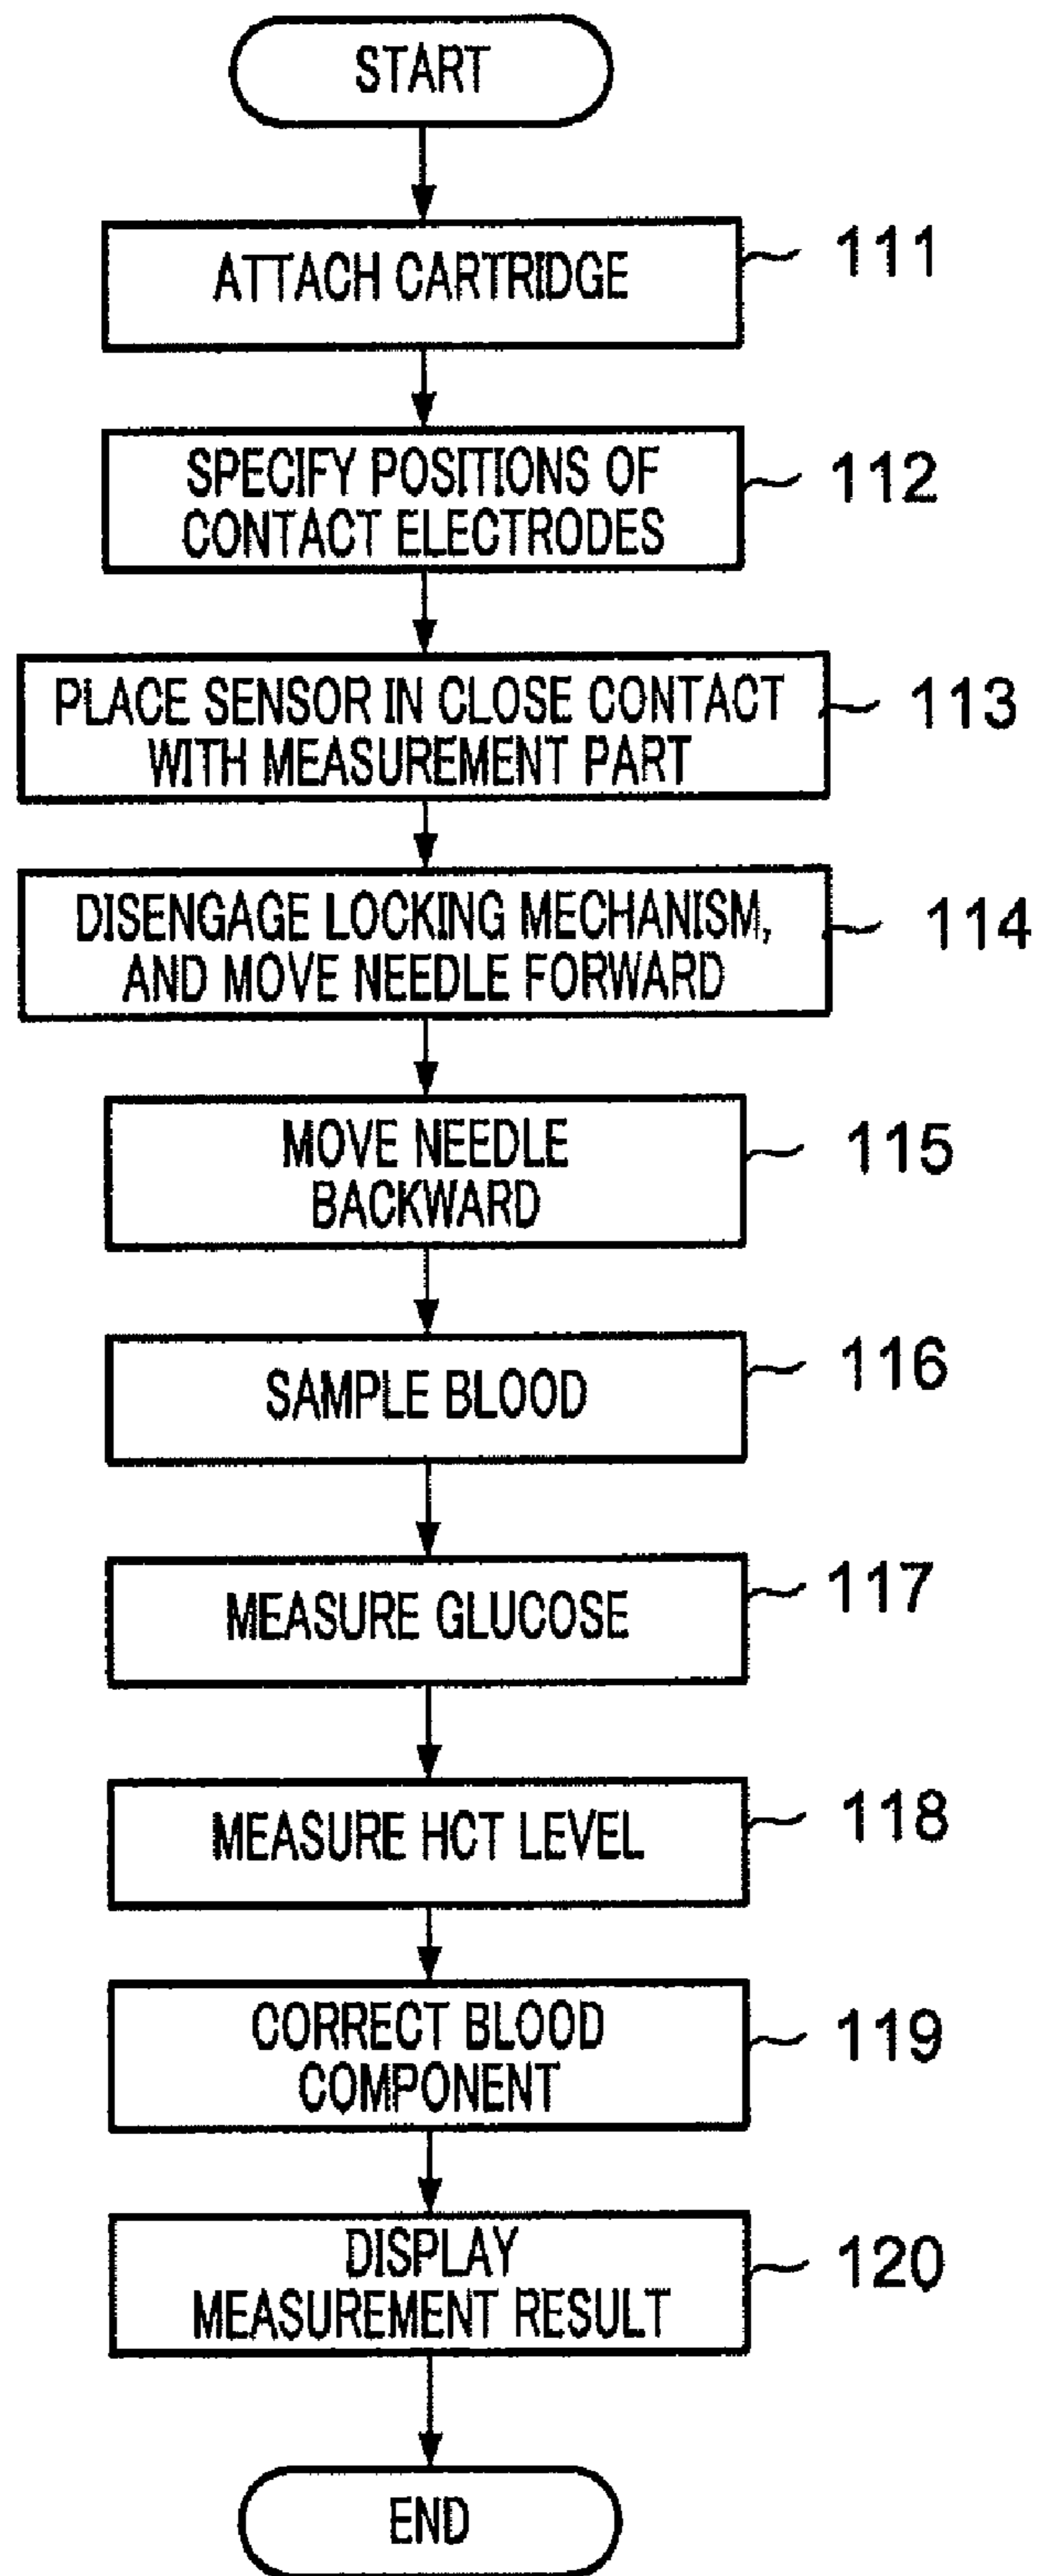 START
ATTACH CARTRIDGE
111
SPECIFY POSITIONS OF
CONTACT ELECTRODES
112
PLACE SENSOR IN CLOSE CONTACT
WITH MEASUREMENT PART
113
DISENGAGE LOCKING MECHANISM,
AND MOVE NEEDLE FORWARD
114
MOVE NEEDLE
BACKWARD
115
SAMPLE BLOOD
116
MEASURE GLUCOSE
117
MEASURE HCT LEVEL
118
CORRECT BLOOD
COMPONENT
119
DISPLAY
MEASUREMENT RESULT
120
END